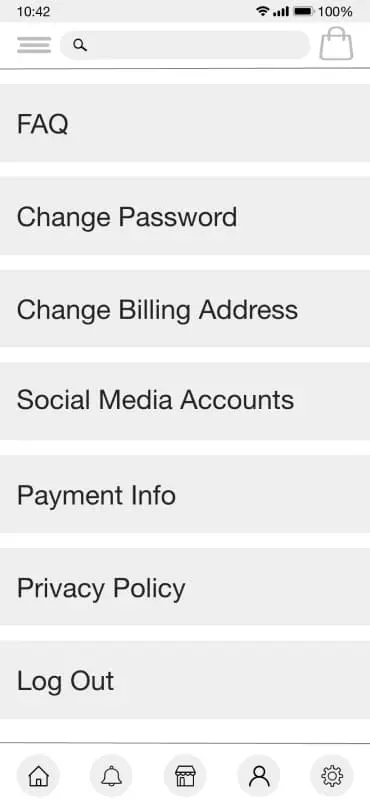 10:42 100%
FAQ
Change Password
Change Billing Address
Social Media Accounts
Payment Info
Privacy Policy
Log Out